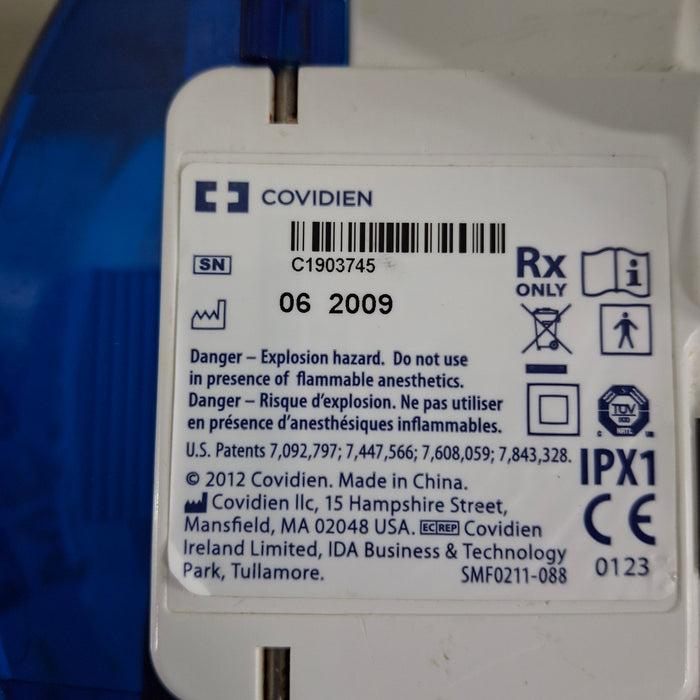 COVIDIEN
SN
C1903745
06 2009
Rx
ONLY
i
Danger – Explosion hazard. Do not use
in presence of flammable anesthetics.
Danger – Risque d'explosion. Ne pas utiliser
en présence d'anesthésiques inflammables.
TÜV
C
NRTL
U.S. Patents 7,092,797; 7,447,566; 7,608,059; 7,843,328.
IPX1
© 2012 Covidien. Made in China.
Covidien llc, 15 Hampshire Street,
Mansfield, MA 02048 USA. EC REP Covidien
Ireland Limited, IDA Business & Technology
Park, Tullamore.
SMF0211-088
CE
0123